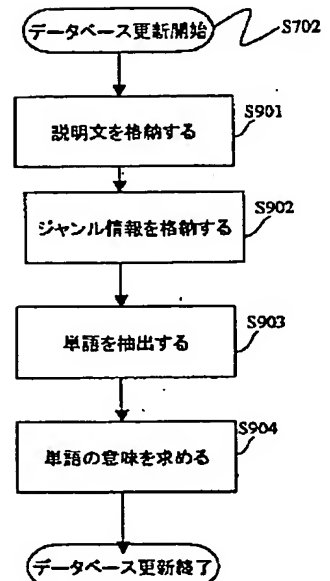 データベース更新開始
S702
S901
説明文を格納する
S902
ジャンル情報を格納する
S903
単語を抽出する
S904
単語の意味を求める
データベース更新終了